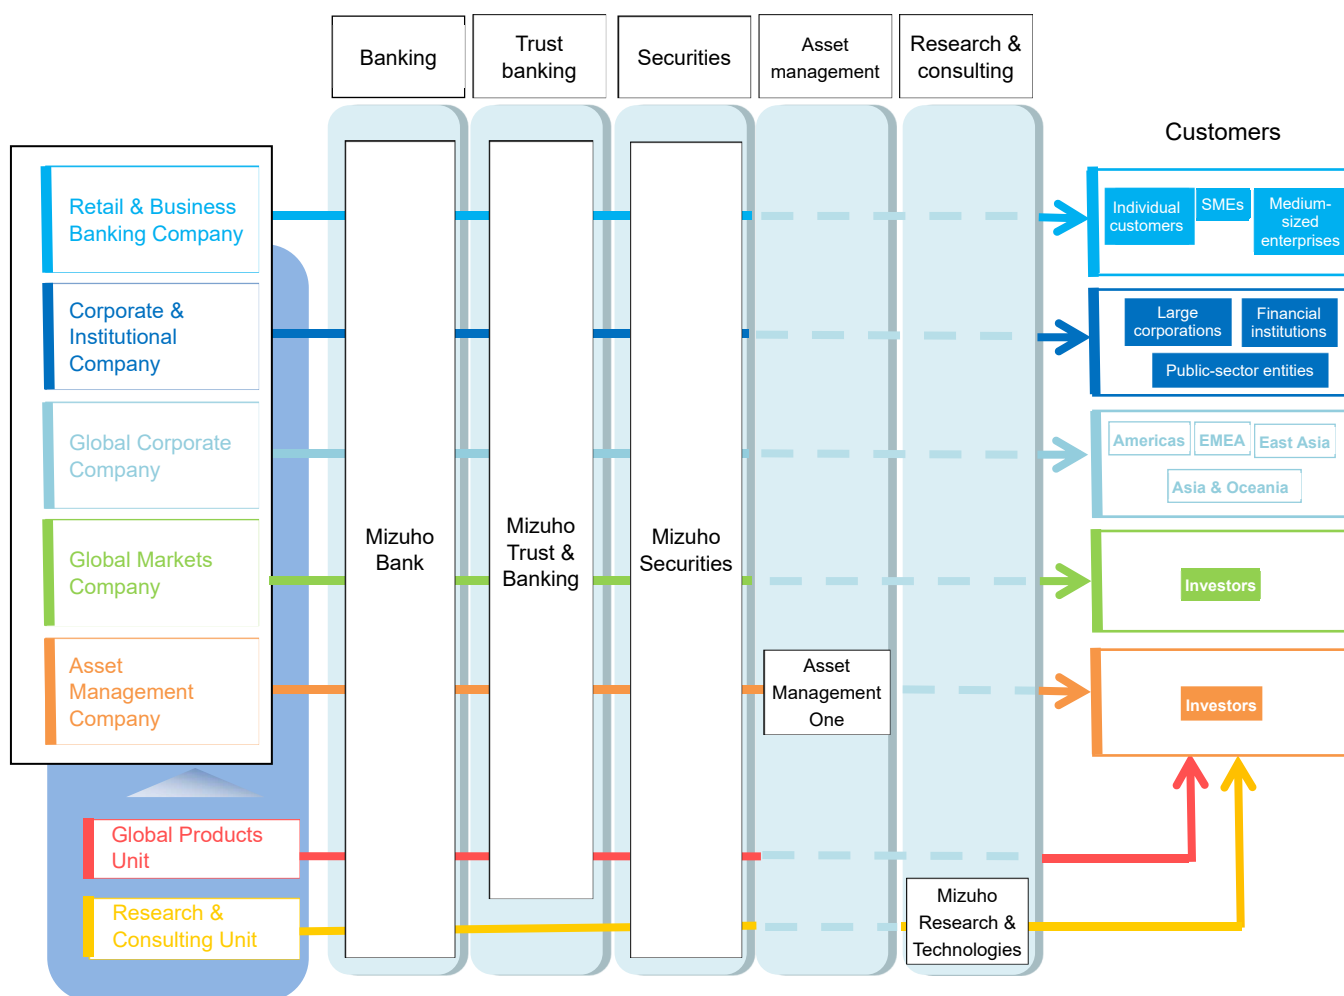 Banking
Trust
banking
Securities
Asset
management
Research &
consulting
Customers
Retail & Business
Banking Company
Individual
customers
SMEs
Medium-
sized
enterprises
Corporate &
Institutional
Company
Large
corporations
Financial
institutions
Public-sector entities
Global Corporate
Company
Americas
EMEA
East Asia
Asia & Oceania
Mizuho
Bank
Mizuho
Trust &
Banking
Mizuho
Securities
Global Markets
Company
Investors
Asset
Management
Company
Asset
Management
One
Investors
Global Products
Unit
Research &
Consulting Unit
Mizuho
Research &
Technologies